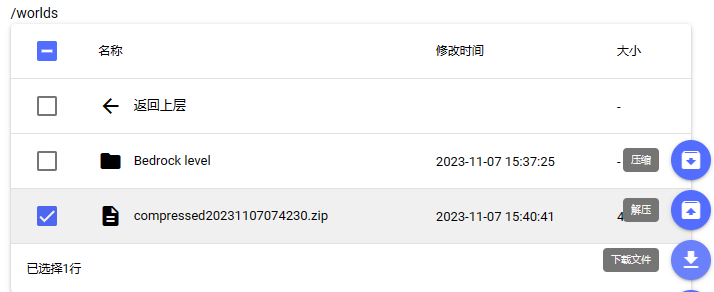 /worlds
名称 修改时间 大小
返回上层 -
Bedrock level 2023-11-07 15:37:25 - 压缩
compressed20231107074230.zip 2023-11-07 15:40:41 4 解压
下载文件
已选择1行